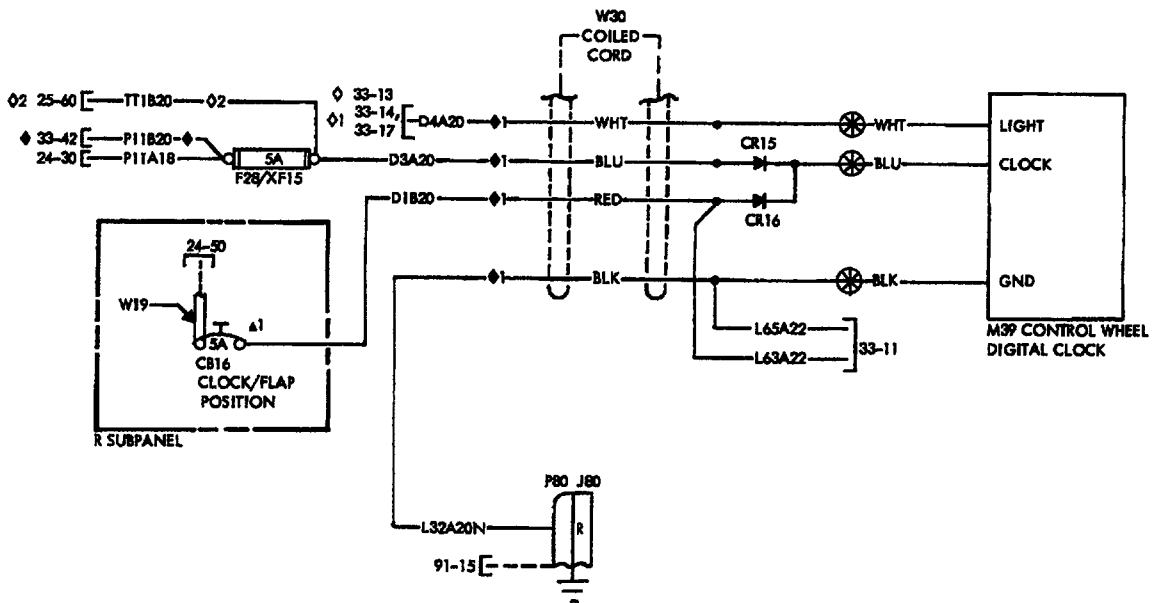 W30
COILED
CORD
◊2 25-60 TT1B20 ◊2
◊ 33-13
◊1 33-14, D4A20 ◆1 WHT WHT LIGHT
33-17
◆ 33-42 P11B20 ◆
24-30 P11A18 5A D3A20 ◆1 BLU CR15 BLU CLOCK
F28/XF15
D1B20 ◆1 RED CR16
24-50
W19
▲1
5A
CB16
CLOCK/FLAP
POSITION
R SUBPANEL
◆1 BLK BLK GND
L65A22
33-11
L63A22
M39 CONTROL WHEEL
DIGITAL CLOCK
P80 J80
L32A20N R
91-15